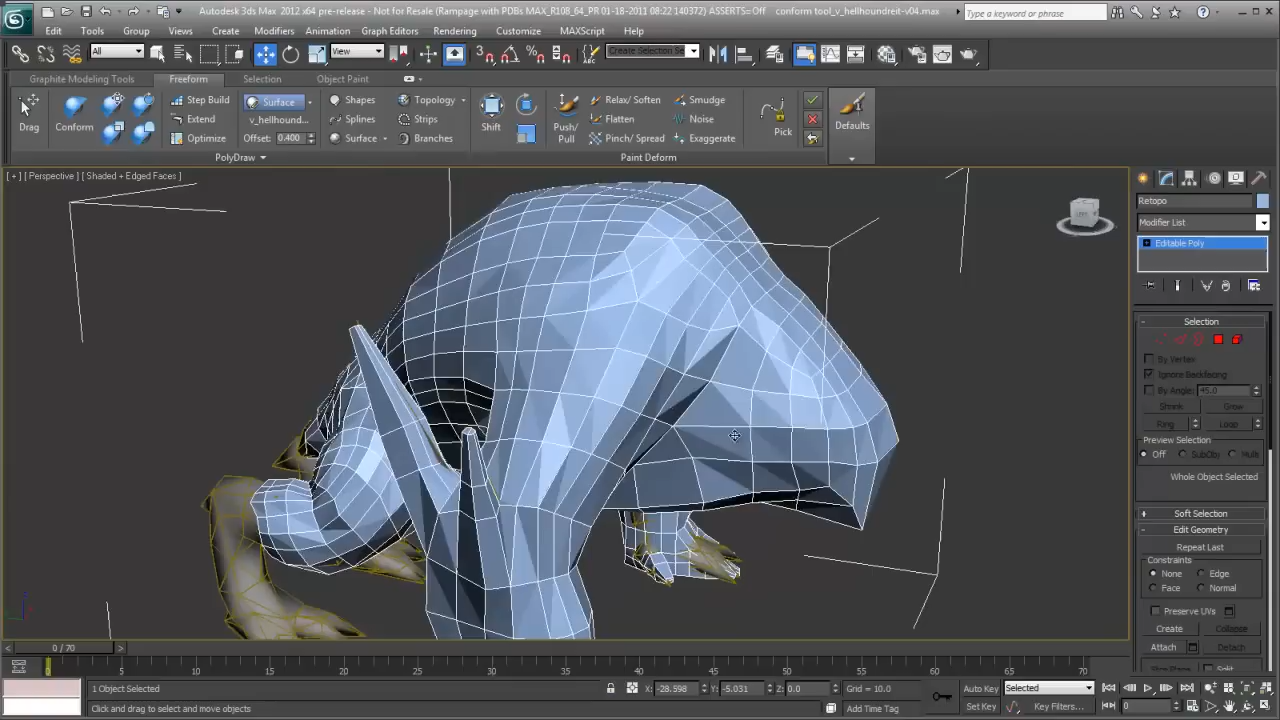 Autodesk 3ds Max 2012 x64 pre-release - Not for Resale (Rampage with PDBs MAX_R108_64_PR 01-18-2011 08:22 140372) ASSERTS=Off conform tool_v_hellhoundreit-v04.max
Type a keyword or phrase
Edit Tools Group Views Create Modifiers Animation Graph Editors Rendering Customize MAXScript Help
All View Create Selection Se
Graphite Modeling Tools Freeform Selection Object Paint
Step Build Surface Shapes Topology Relax/ Soften Smudge
Drag Conform Extend v_hellhound... Splines Strips Shift Push/ Pull Flatten Noise Pick Defaults
Optimize Offset: 0.400 Surface Branches Pinch/ Spread Exaggerate
PolyDraw Paint Deform
[ + ] [ Perspective ] [ Shaded + Edged Faces ]
Retopo
Modifier List
Editable Poly
Selection
By Vertex
Ignore Backfacing
By Angle: 45.0
Shrink Grow
Ring Loop
Preview Selection
Off SubObj Multi
Whole Object Selected
Soft Selection
Edit Geometry
Repeat Last
Constraints
None Edge
Face Normal
Preserve UVs
Create Collapse
Attach Detach
Slice Plane Split
0 / 70
0 5 10 15 20 25 30 35 40 45 50 55 60 65 70
1 Object Selected X: -28.598 Y: -5.031 Z: 0.0 Grid = 10.0 Auto Key Selected
Click and drag to select and move objects Add Time Tag Set Key Key Filters... 0